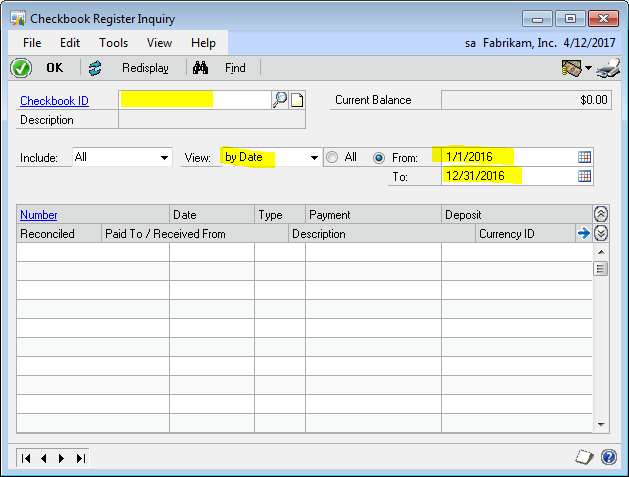 Checkbook Register Inquiry
File Edit Tools View Help sa Fabrikam, Inc. 4/12/2017
OK Redisplay Find
Checkbook ID Current Balance $0.00
Description
Include: All View: by Date All From: 1/1/2016
To: 12/31/2016
Number Date Type Payment Deposit
Reconciled Paid To / Received From Description Currency ID